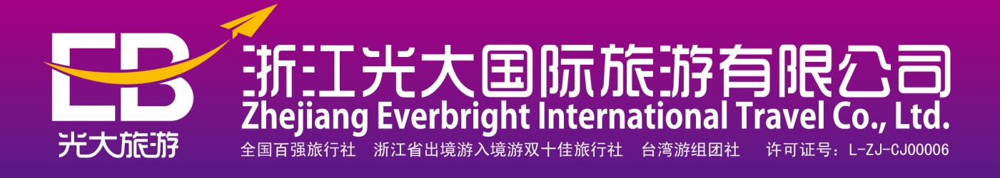 EB
光大旅游
浙江光大国际旅游有限公司
Zhejiang Everbright International Travel Co., Ltd.
全国百强旅行社 浙江省出境游入境游双十佳旅行社 台湾游组团社 许可证号：L-ZJ-CJ00006